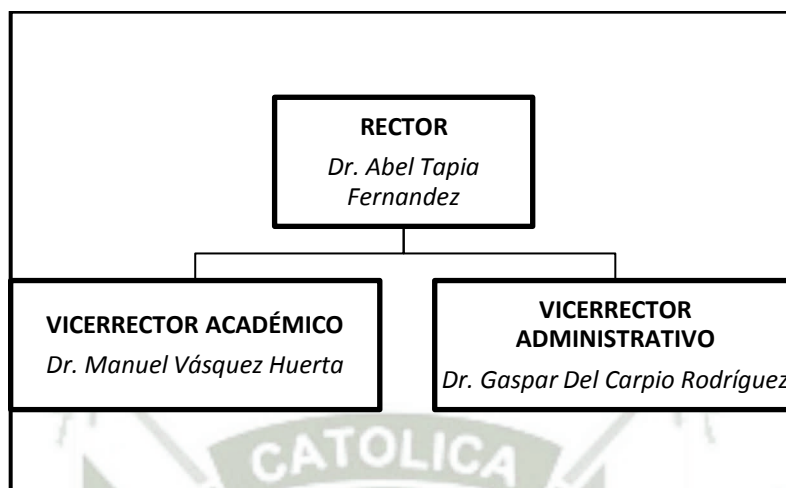 RECTOR
Dr. Abel Tapia
Fernandez
VICERRECTOR ACADÉMICO
Dr. Manuel Vásquez Huerta
VICERRECTOR
ADMINISTRATIVO
Dr. Gaspar Del Carpio Rodríguez
CATOLICA